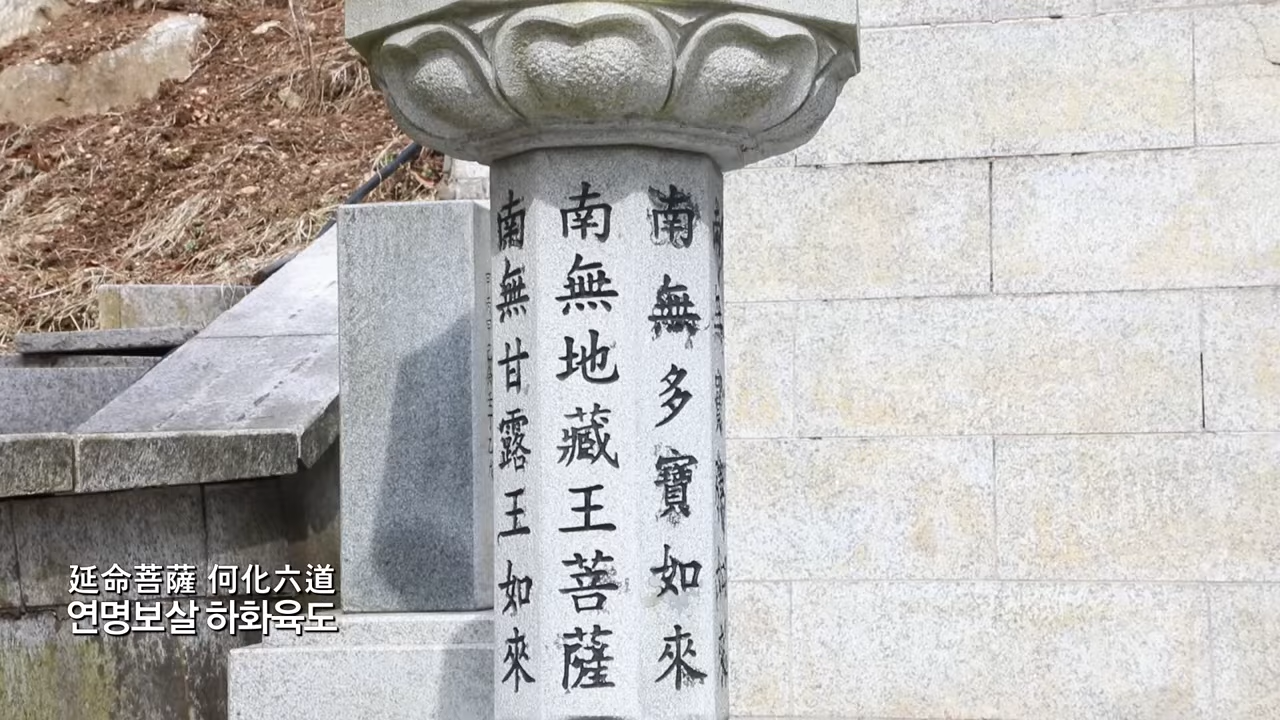 南無多寶如來
南無地藏王菩薩
南無甘露王如來
延命菩薩 何化六道
연명보살 하화육도